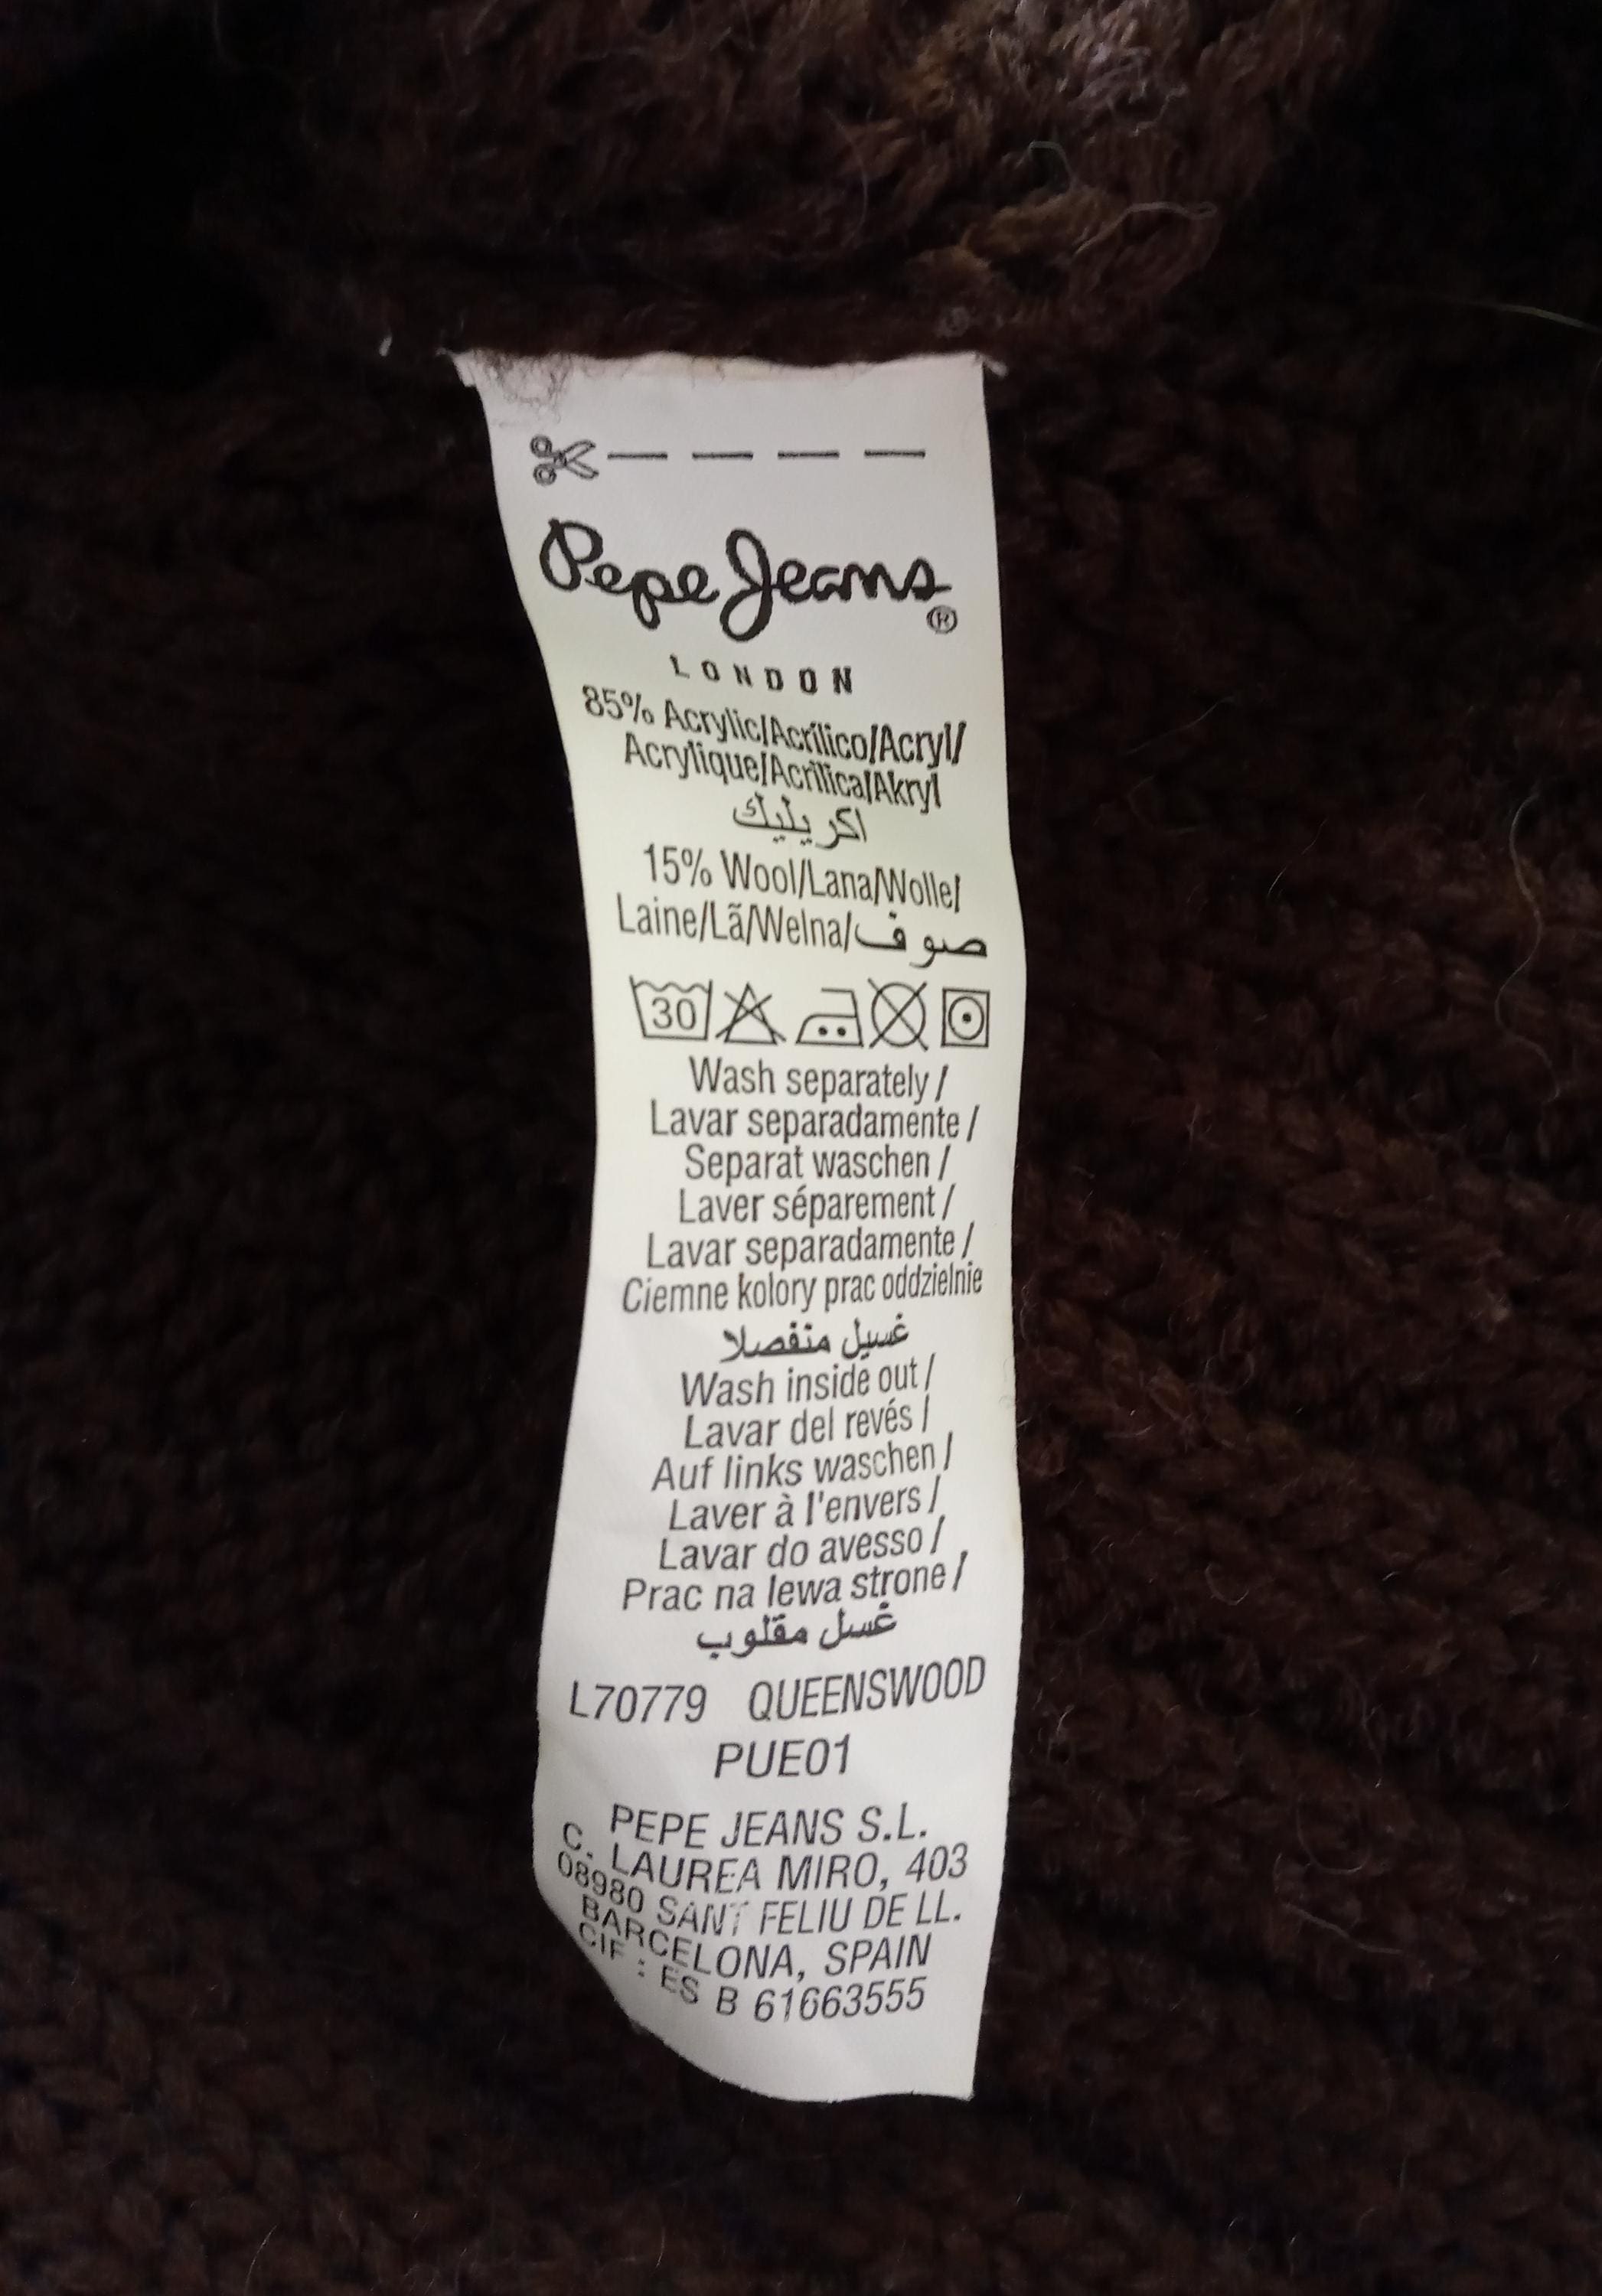 Pepe Jeans ®
LONDON
85% Acrylic/Acrílico/Acryl/
Acrylique/Acrílica/Akryl
اكريليك
15% Wool/Lana/Wolle/
Laine/Lã/Welna/صوف
30
Wash separately /
Lavar separadamente /
Separat waschen /
Laver séparement /
Lavar separadamente /
Ciemne kolory prac oddzielnie
غسيل منفصلا
Wash inside out /
Lavar del revés /
Auf links waschen /
Laver à l'envers /
Lavar do avesso /
Prac na lewa strone /
غسل مقلوب
L70779 QUEENSWOOD
PUE01
PEPE JEANS S.L.
C. LAUREA MIRO, 403
08980 SANT FELIU DE LL.
BARCELONA, SPAIN
CIF : ES B 61663555